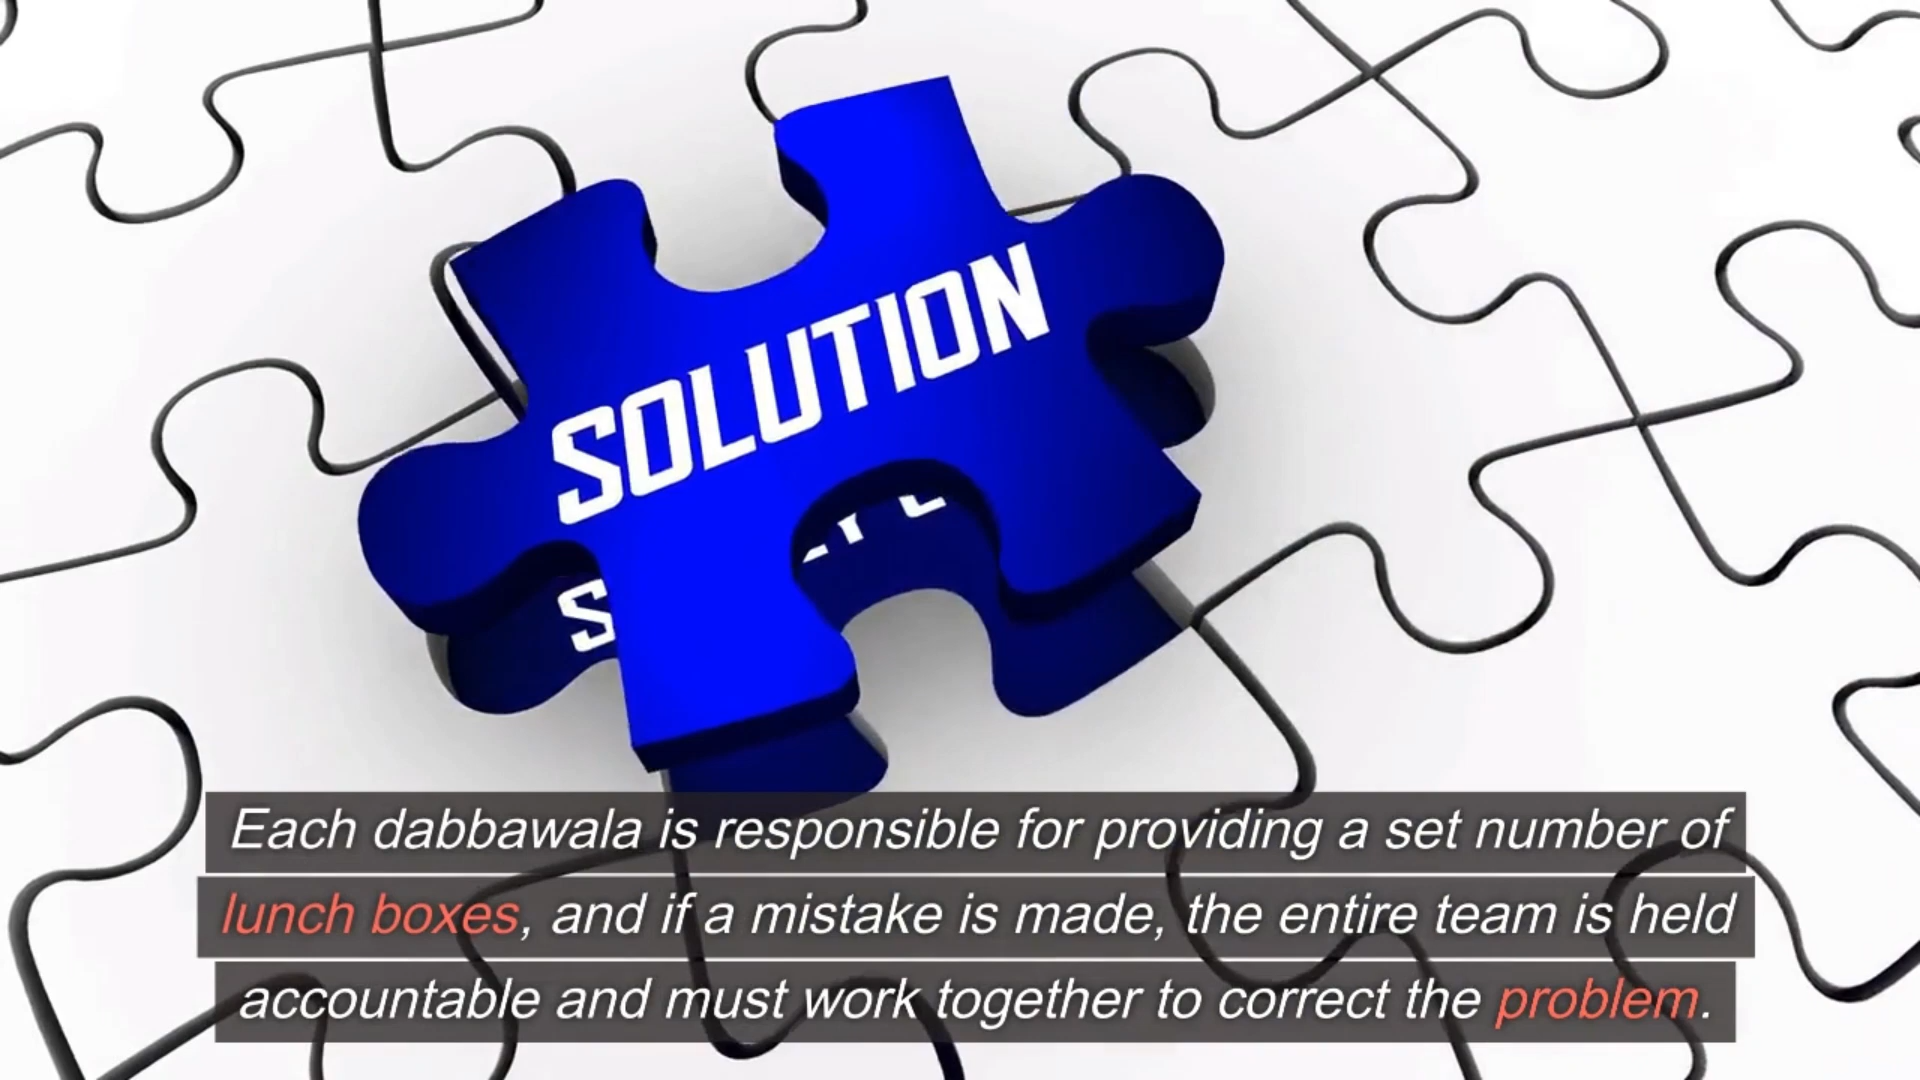 SOLUTION
Each dabbawala is responsible for providing a set number of
lunch boxes, and if a mistake is made, the entire team is held
accountable and must work together to correct the problem.